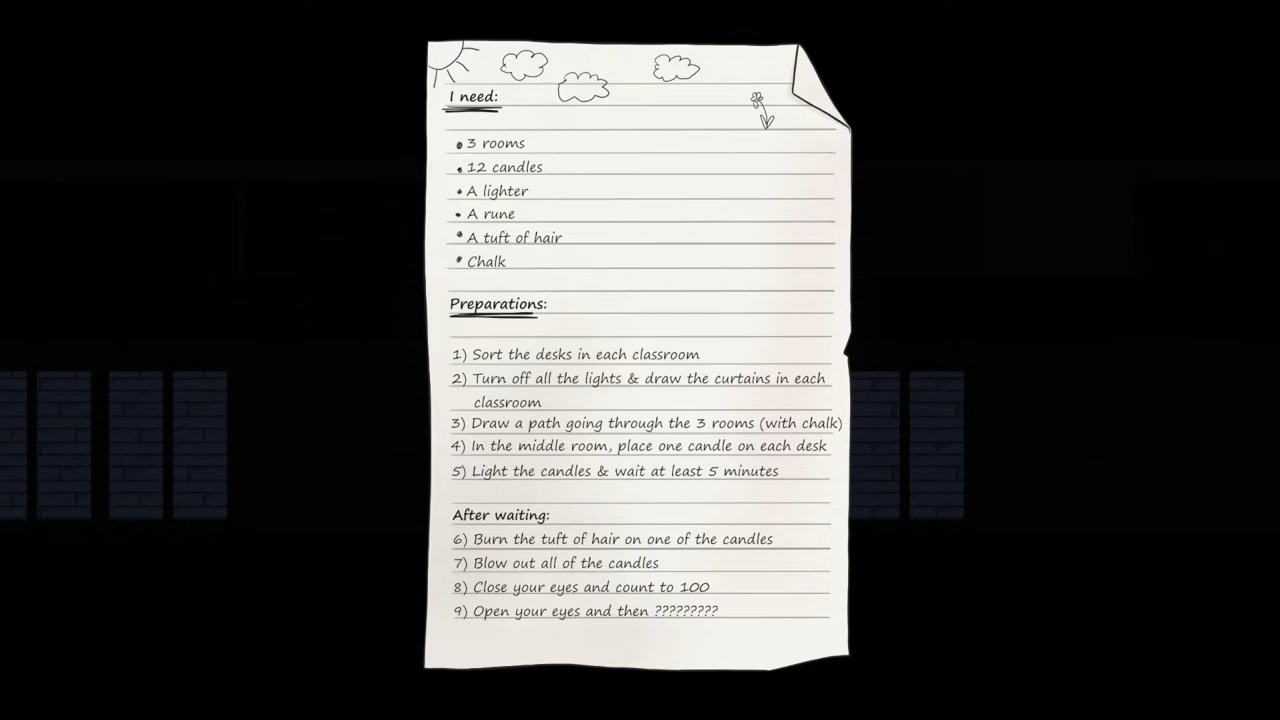 I need:
• 3 rooms
• 12 candles
• A lighter
• A rune
• A tuft of hair
• Chalk
Preparations:
1) Sort the desks in each classroom
2) Turn off all the lights & draw the curtains in each
classroom
3) Draw a path going through the 3 rooms (with chalk)
4) In the middle room, place one candle on each desk
5) Light the candles & wait at least 5 minutes
After waiting:
6) Burn the tuft of hair on one of the candles
7) Blow out all of the candles
8) Close your eyes and count to 100
9) Open your eyes and then ?????????